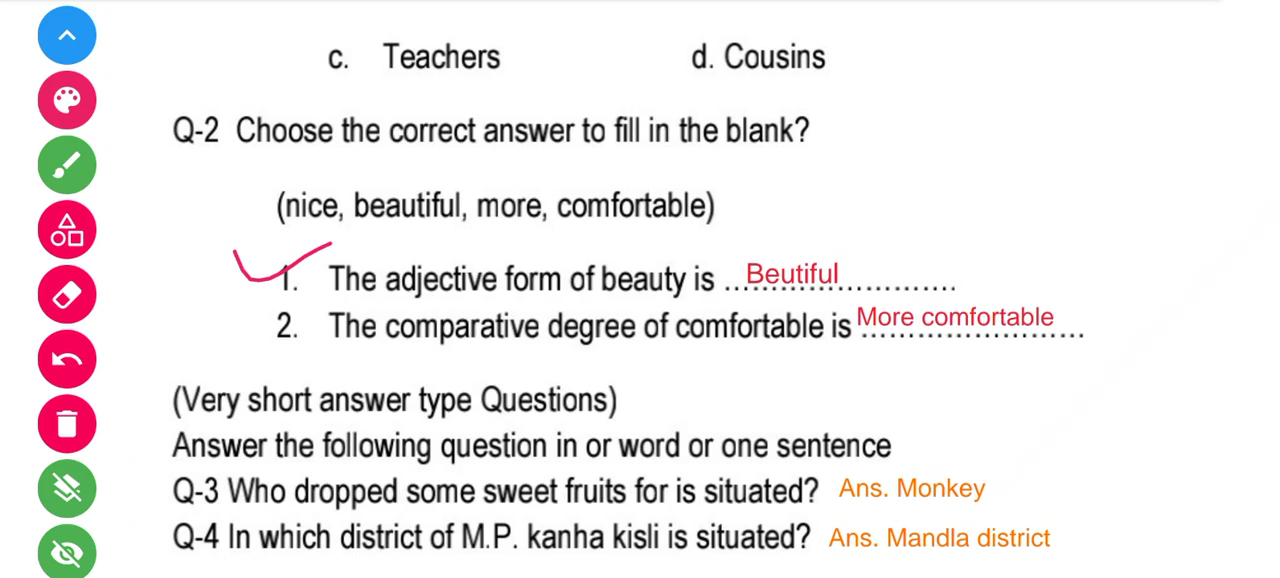 c. Teachers d. Cousins
Q-2 Choose the correct answer to fill in the blank?
(nice, beautiful, more, comfortable)
1. The adjective form of beauty is ...Beutiful............
2. The comparative degree of comfortable is More comfortable
(Very short answer type Questions)
Answer the following question in or word or one sentence
Q-3 Who dropped some sweet fruits for is situated? Ans. Monkey
Q-4 In which district of M.P. kanha kisli is situated? Ans. Mandla district